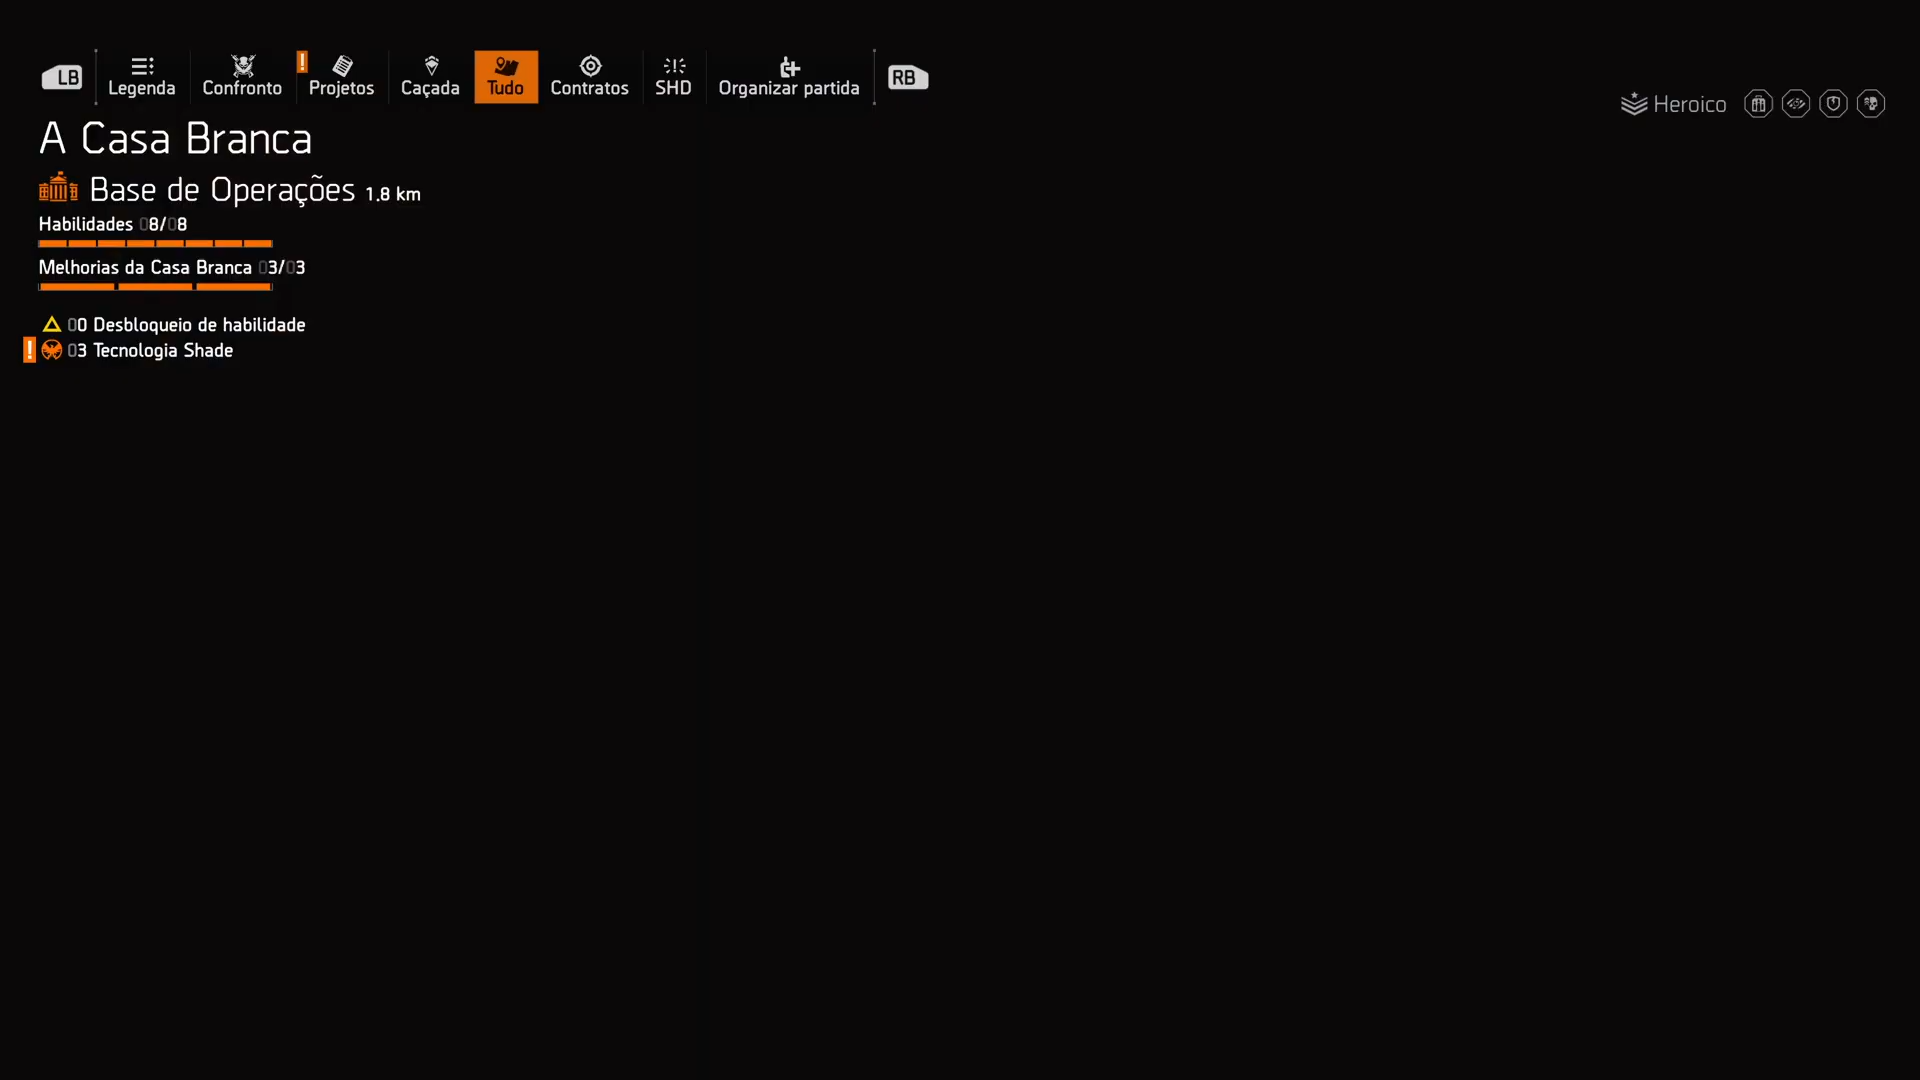 LB Legenda Confronto ! Projetos Caçada Tudo Contratos SHD Organizar partida RB
Heroico
A Casa Branca
Base de Operações 1.8 km
Habilidades 08/08
Melhorias da Casa Branca 03/03
00 Desbloqueio de habilidade
! 03 Tecnologia Shade